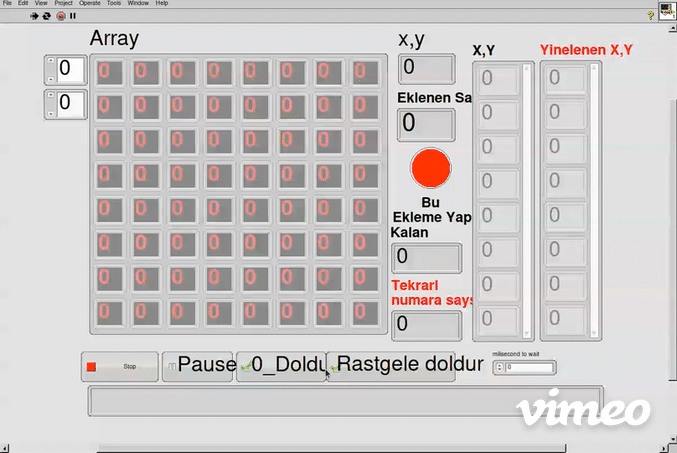 File Edit View Project Operate Tools Window Help
?
Array
x,y
X,Y
Yinelenen X,Y
0
0
0 0 0 0 0 0 0 0
0 0 0 0 0 0 0 0
0 0 0 0 0 0 0 0
0 0 0 0 0 0 0 0
0 0 0 0 0 0 0 0
0 0 0 0 0 0 0 0
0 0 0 0 0 0 0 0
0 0 0 0 0 0 0 0
0
Eklenen Sa
0
Bu
Ekleme Yap
Kalan
0
Tekrarl
numara says
0
0 0
0 0
0 0
0 0
0 0
0 0
0 0
0 0
Stop
Pause
0_Doldu
Rastgele doldur
milisecond to wait
0
vimeo